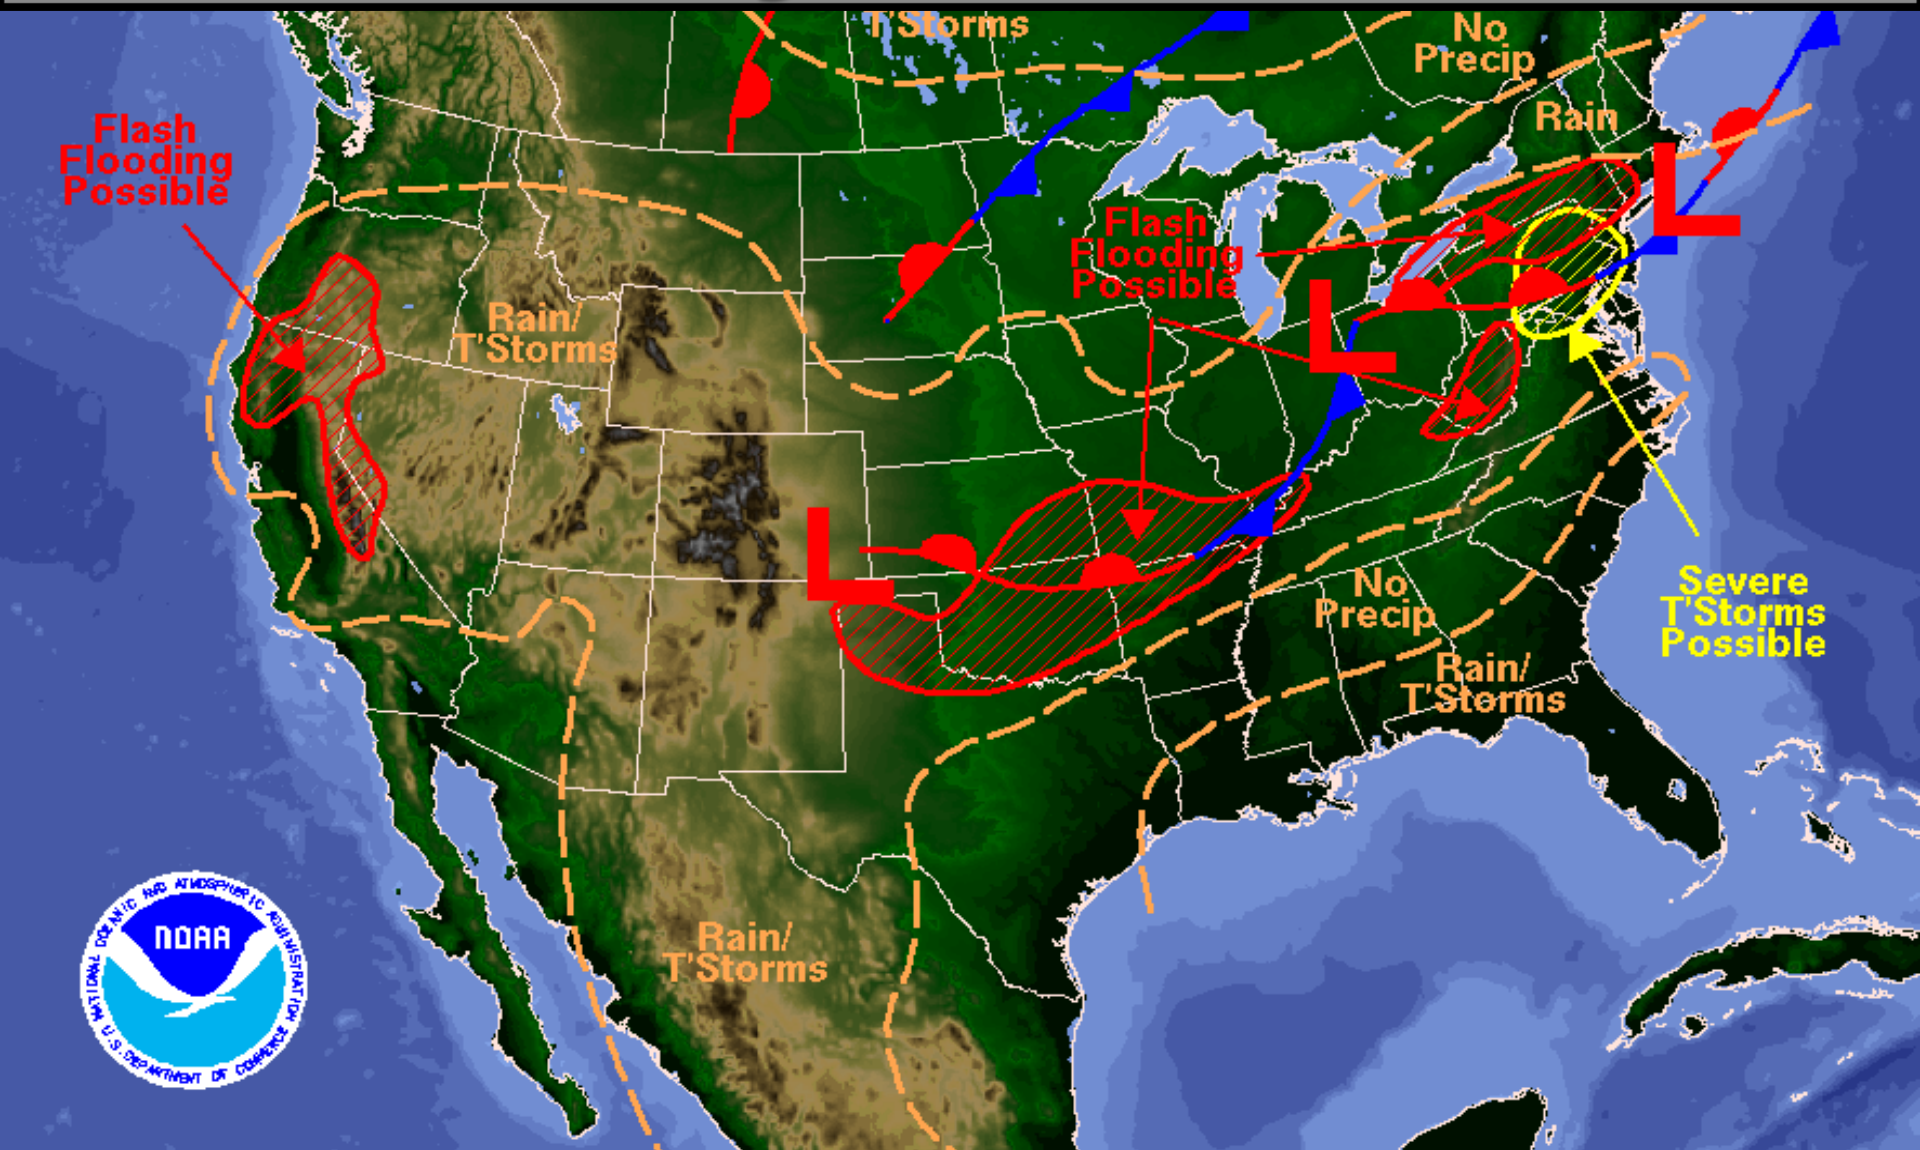 T'Storms
No
Precip
Rain
Flash
Flooding
Possible
Flash
Flooding
Possible
Rain/
T'Storms
L
L
L
Severe
T'Storms
Possible
No
Precip
Rain/
T'Storms
Rain/
T'Storms
NATIONAL OCEANIC AND ATMOSPHERIC ADMINISTRATION
NOAA
U.S. DEPARTMENT OF COMMERCE